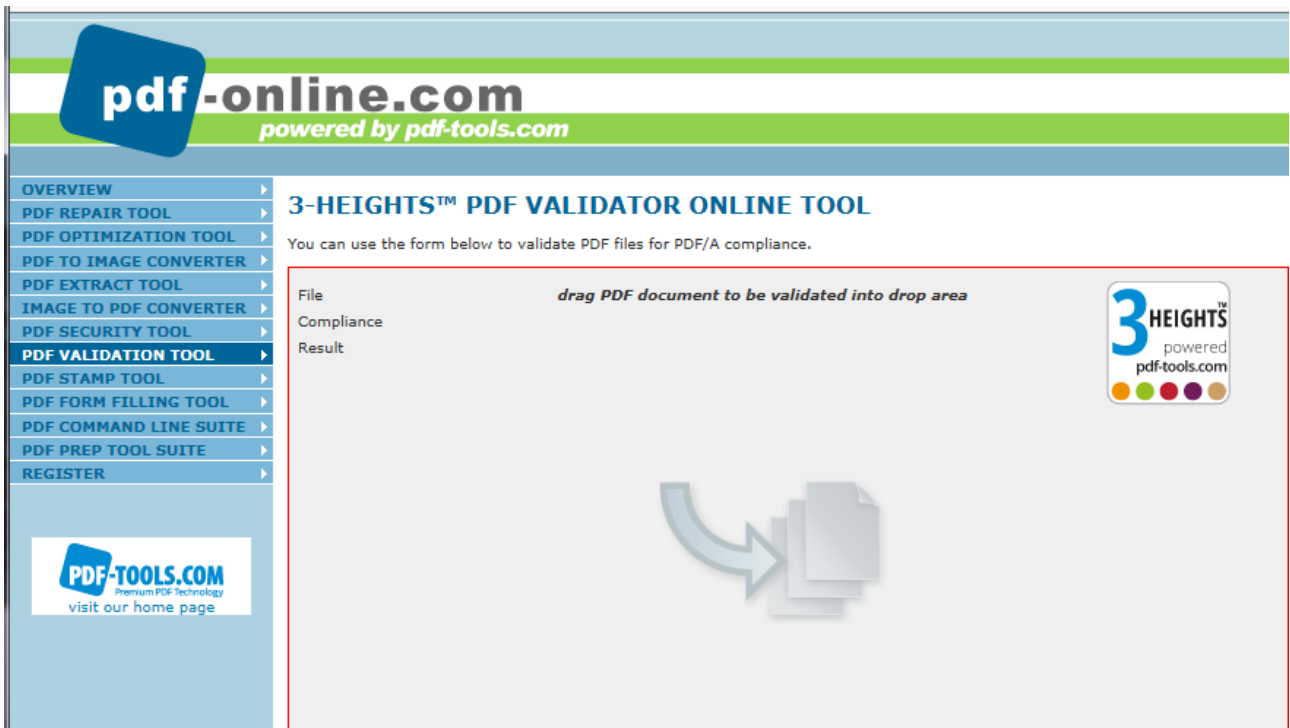 pdf-online.com
powered by pdf-tools.com
OVERVIEW
PDF REPAIR TOOL
PDF OPTIMIZATION TOOL
PDF TO IMAGE CONVERTER
PDF EXTRACT TOOL
IMAGE TO PDF CONVERTER
PDF SECURITY TOOL
PDF VALIDATION TOOL
PDF STAMP TOOL
PDF FORM FILLING TOOL
PDF COMMAND LINE SUITE
PDF PREP TOOL SUITE
REGISTER
PDF-TOOLS.COM
Premium PDF Technology
visit our home page
3-HEIGHTS™ PDF VALIDATOR ONLINE TOOL
You can use the form below to validate PDF files for PDF/A compliance.
File
drag PDF document to be validated into drop area
Compliance
Result
3 HEIGHTS™
powered
pdf-tools.com